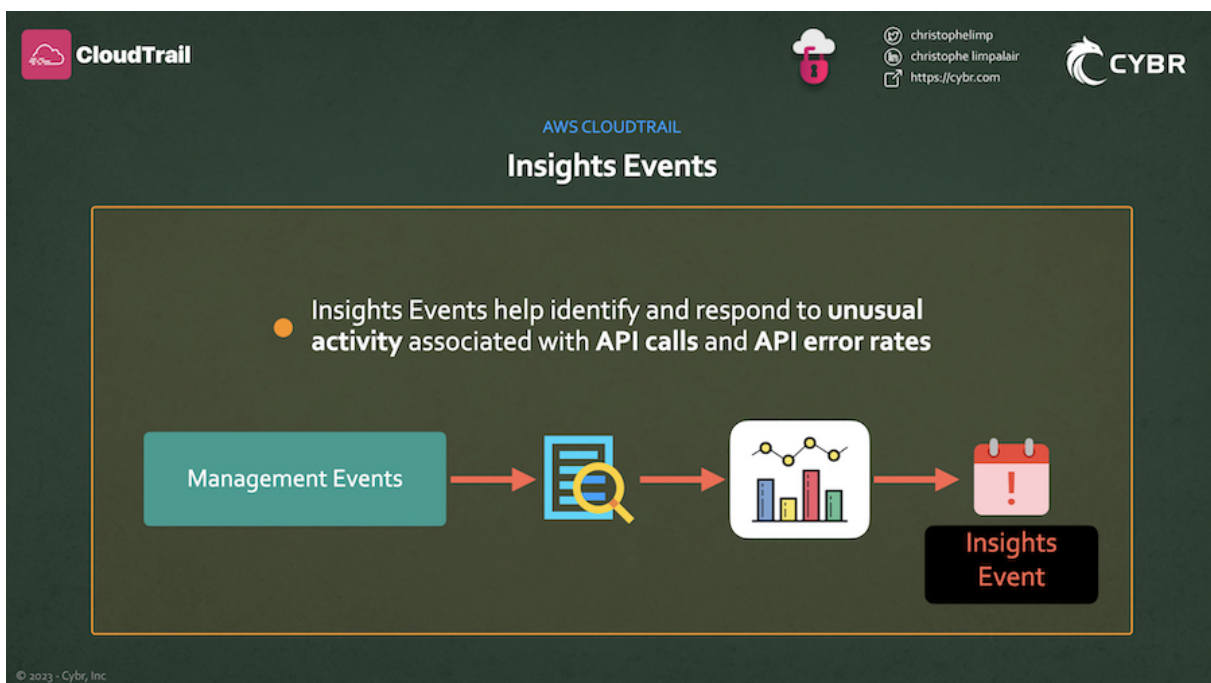 CloudTrail
christophelimp
christophe limpalair
https://cybr.com
CYBR
AWS CLOUDTRAIL
Insights Events
Insights Events help identify and respond to unusual
activity associated with API calls and API error rates
Management Events
!
Insights
Event
© 2023 - Cybr, Inc